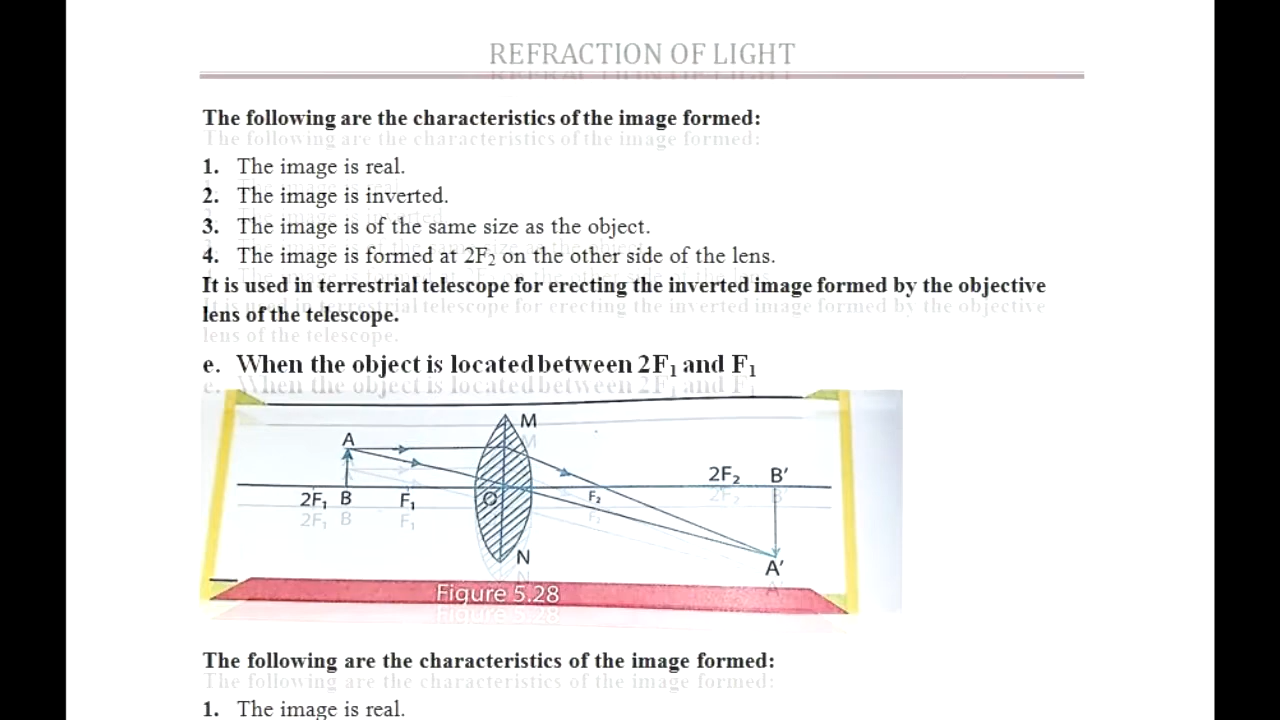 REFRACTION OF LIGHT
The following are the characteristics of the image formed:
1. The image is real.
2. The image is inverted.
3. The image is of the same size as the object.
4. The image is formed at 2F₂ on the other side of the lens.
It is used in terrestrial telescope for erecting the inverted image formed by the objective
lens of the telescope.
e. When the object is located between 2F₁ and F₁
M
A
2F₂ B′
2F₁ B F₁ O F₂
N
A′
Figure 5.28
The following are the characteristics of the image formed:
1. The image is real.